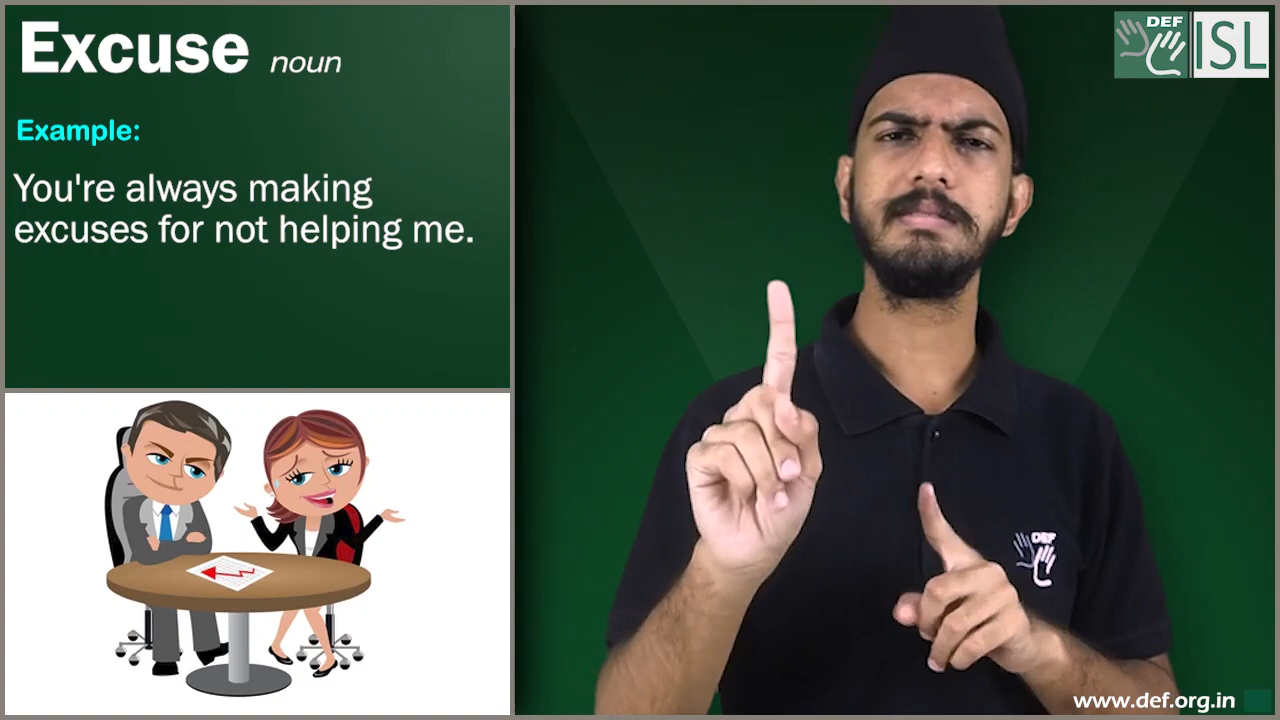 Excuse noun
Example:
You're always making
excuses for not helping me.
DEF
ISL
DEF
www.def.org.in